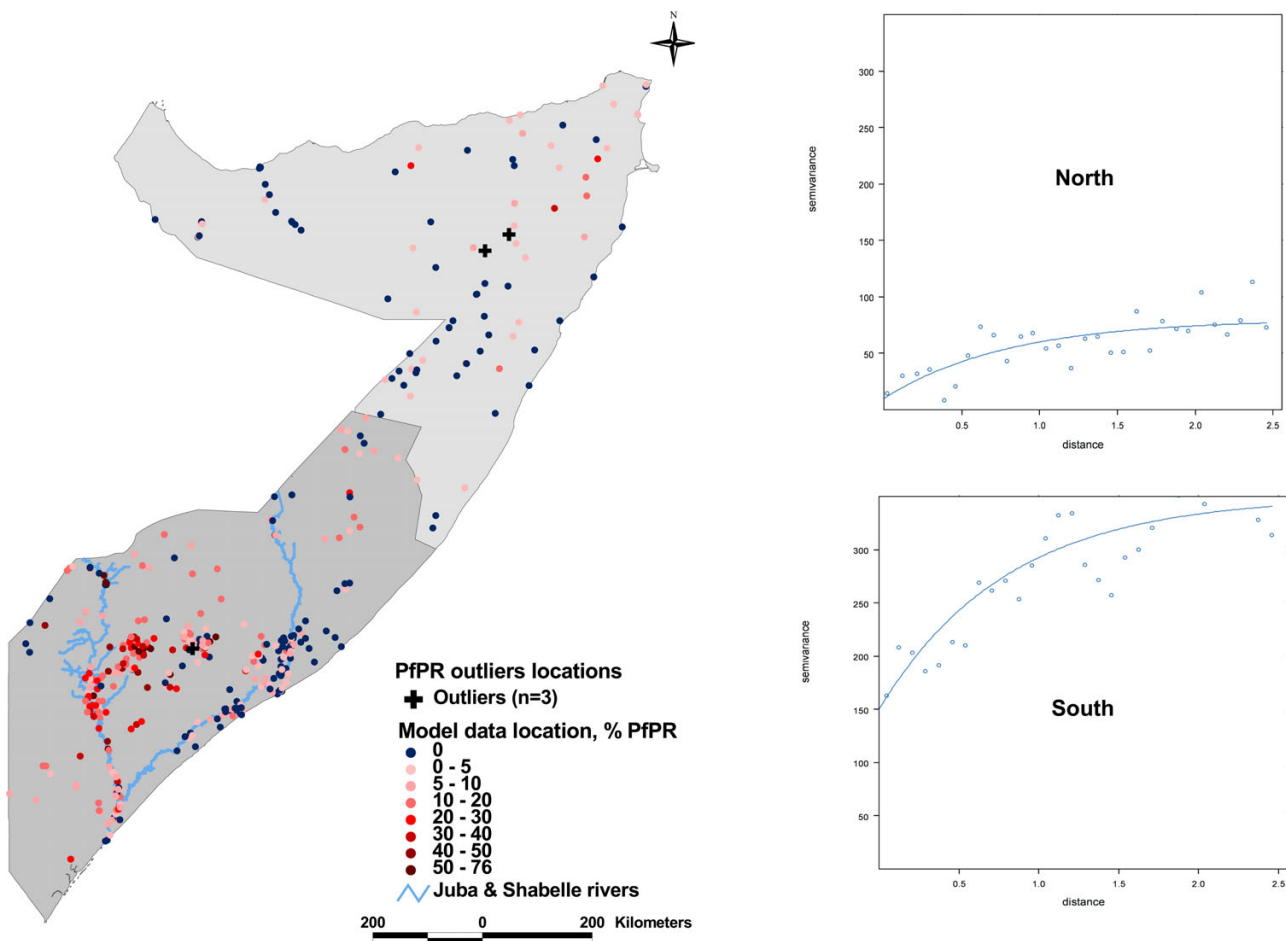 N
PfPR outliers locations
Outliers (n=3)
Model data location, % PfPR
0
0 - 5
5 - 10
10 - 20
20 - 30
30 - 40
40 - 50
50 - 76
Juba & Shabelle rivers
200 0 200 Kilometers
semivariance
300
250
200
150
100
50
North
0.5 1.0 1.5 2.0 2.5
distance
semivariance
300
250
200
150
100
50
South
0.5 1.0 1.5 2.0 2.5
distance